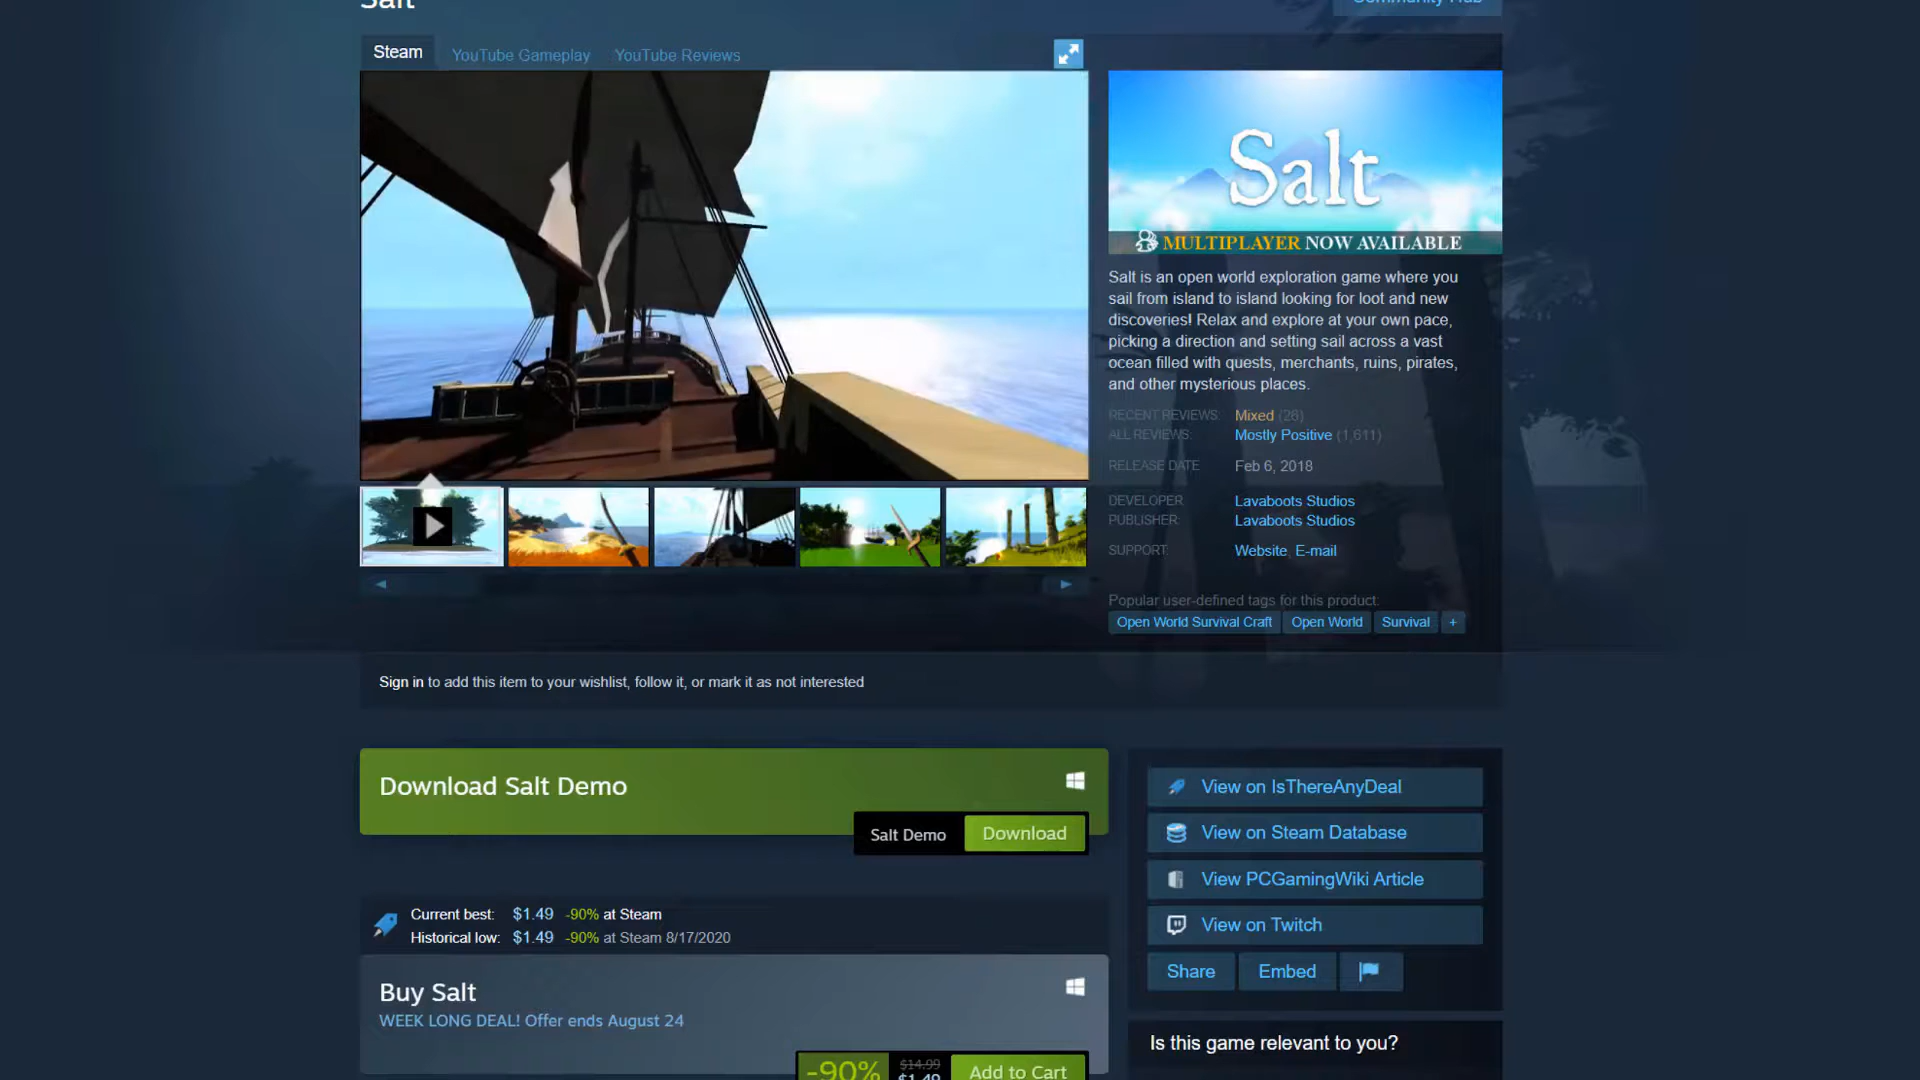 Salt
Community Hub
Steam
YouTube Gameplay
YouTube Reviews
Salt
MULTIPLAYER NOW AVAILABLE
Salt is an open world exploration game where you
sail from island to island looking for loot and new
discoveries! Relax and explore at your own pace,
picking a direction and setting sail across a vast
ocean filled with quests, merchants, ruins, pirates,
and other mysterious places.
RECENT REVIEWS: Mixed (26)
ALL REVIEWS: Mostly Positive (1,611)
RELEASE DATE Feb 6, 2018
DEVELOPER: Lavaboots Studios
PUBLISHER: Lavaboots Studios
SUPPORT: Website, E-mail
Popular user-defined tags for this product:
Open World Survival Craft Open World Survival +
Sign in to add this item to your wishlist, follow it, or mark it as not interested
Download Salt Demo
Salt Demo Download
Current best: $1.49 -90% at Steam
Historical low: $1.49 -90% at Steam 8/17/2020
Buy Salt
WEEK LONG DEAL! Offer ends August 24
-90% $14.99 $1.49 Add to Cart
View on IsThereAnyDeal
View on Steam Database
View PCGamingWiki Article
View on Twitch
Share Embed
Is this game relevant to you?